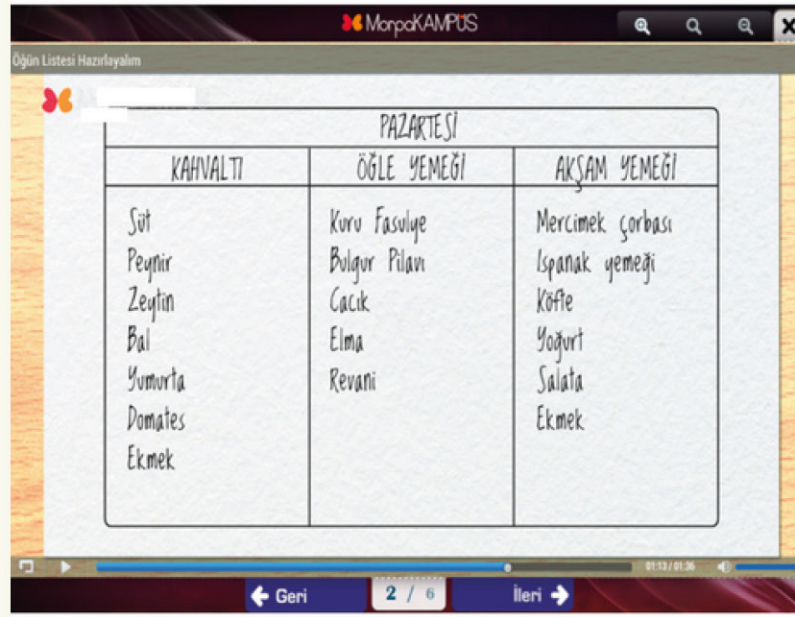 MorpaKAMPÜS
Öğün Listesi Hazırlayalım
PAZARTESİ
KAHVALTI
ÖĞLE YEMEĞİ
AKŞAM YEMEĞİ
Süt
Peynir
Zeytin
Bal
Yumurta
Domates
Ekmek
Kuru Fasulye
Bulgur Pilavı
Cacık
Elma
Revani
Mercimek çorbası
Ispanak yemeği
Köfte
Yoğurt
Salata
Ekmek
01:13 / 01:36
Geri
2 / 6
İleri